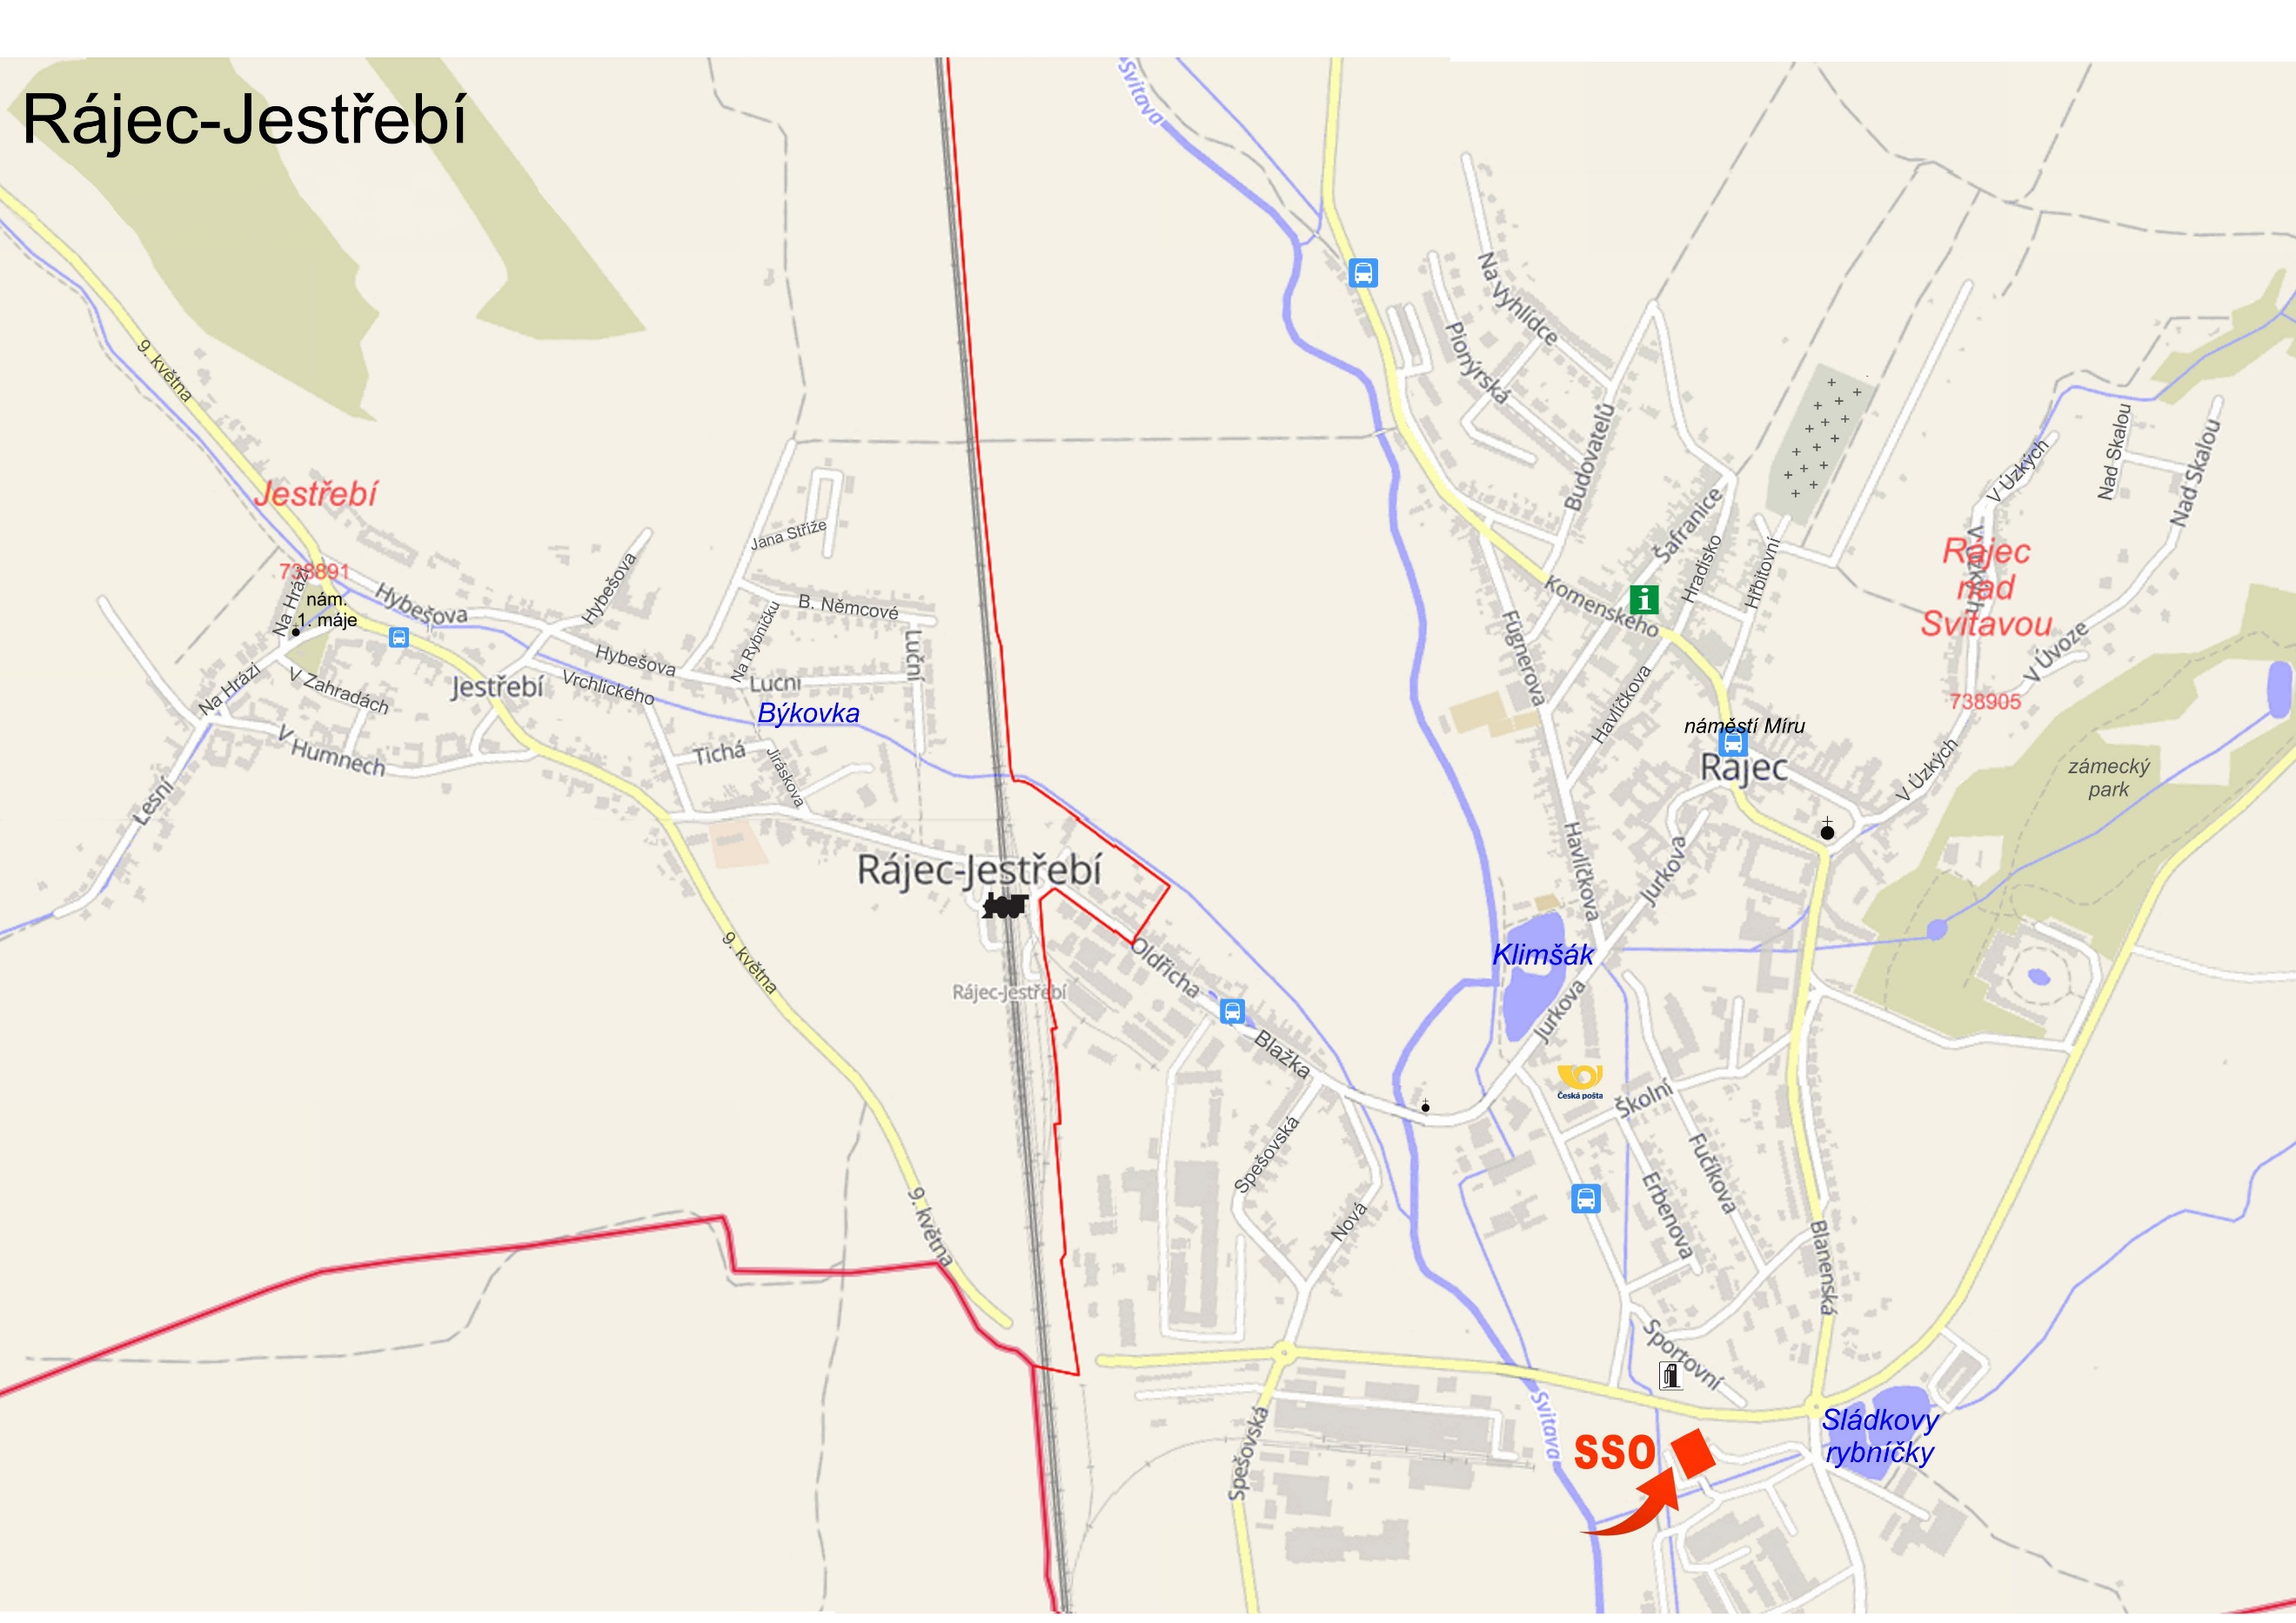 Rájec-Jestřebí
Svitava
9. května
Jestřebí
738891
Na Hrázi
nám.
1. máje
Hybešova
Hybešova
Hybešova
Jana Stříže
B. Němcové
Na Rybníčku
Luční
Lučni
Na Hrázi
V Zahradách
V Humnech
Lesní
Jestřebí
Vrchlického
Býkovka
Tichá
Jiráskova
Rájec-Jestřebí
Rájec-Jestřebí
9. května
9. května
Oldřicha
Blažka
Spešovská
Nová
Spešovská
Na Vyhlídce
Pionýrská
Budovatelů
Šafranice
Hradisko
Hřbitovní
i
Komenského
Fügnerova
Havlíčkova
Havlíčkova
náměstí Míru
Rájec
V Úzkých
V Úzkých
V Úzkých
Nad Skalou
Nad Skalou
Rájec
nad
Svitavou
738905
V Úvoze
zámecký
park
Jurkova
Jurkova
Klimšák
Česká pošta
Školní
Fučíkova
Erbenova
Blanenská
Sportovní
Svitava
SSO
Sládkovy
rybníčky